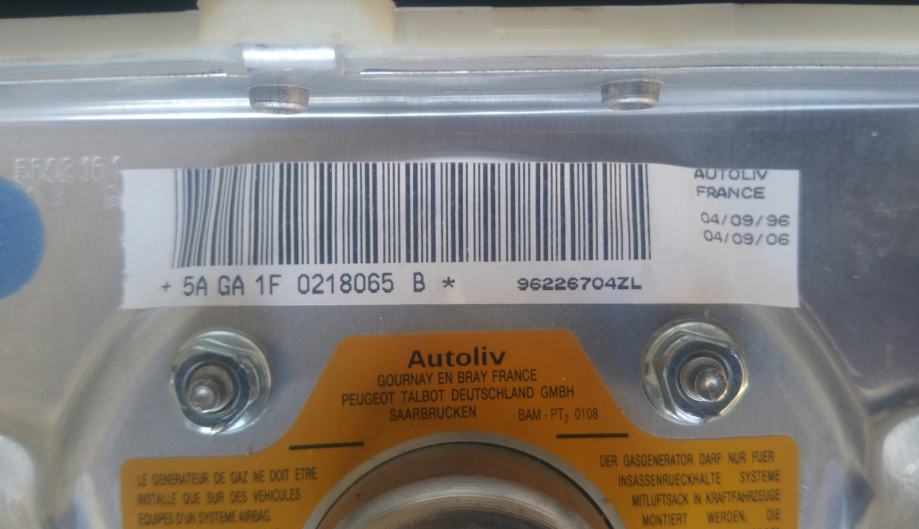 AUTOLIV
FRANCE
04/09/96
04/09/06
+ 5A GA 1F 0218065 B *
96226704ZL
Autoliv
GOURNAY EN BRAY FRANCE
PEUGEOT TALBOT DEUTSCHLAND GMBH
SAARBRUCKEN BAM - PT2 0108
LE GENERATEUR DE GAZ NE DOIT ETRE
INSTALLE QUE SUR DES VEHICULES
EQUIPES D'UN SYSTEME AIRBAG.
DER GASGENERATOR DARF NUR FUER
INSASSENRUECKHALTE SYSTEME
MITLUFTSACK IN KRAFTFAHRZEUGE
MONTIERT WERDEN. DIE